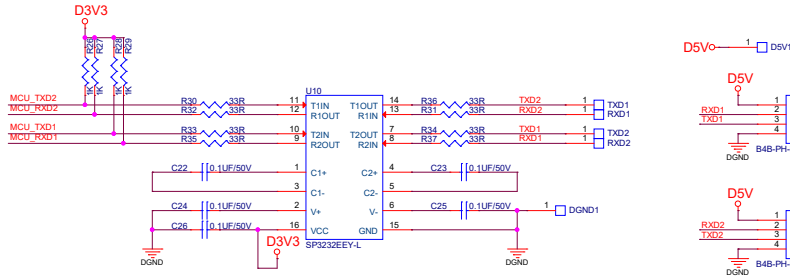 D3V3
R26
R27
R28
R29
1K
1K
1K
1K
MCU_TXD2
MCU_RXD2
MCU_TXD1
MCU_RXD1
R30 33R
R32 33R
R33 33R
R35 33R
U10
11 T1IN T1OUT 14
12 R1OUT R1IN 13
10 T2IN T2OUT 7
9 R2OUT R2IN 8
1 C1+ C2+ 4
3 C1- C2- 5
2 V+ V- 6
16 VCC GND 15
SP3232EEY-L
R36 33R TXD2 1 TXD1
R31 33R RXD2 1 RXD1
R34 33R TXD1 1 TXD2
R37 33R RXD1 1 RXD2
C22 0.1UF/50V
C23 0.1UF/50V
C24 0.1UF/50V
C25 0.1UF/50V
C26 0.1UF/50V
1 DGND1
D3V3
DGND
DGND
D5V 1 D5V1
D5V
1
RXD1 2
TXD1 3
4
DGND
B4B-PH-
D5V
1
RXD2 2
TXD2 3
4
DGND
B4B-PH-